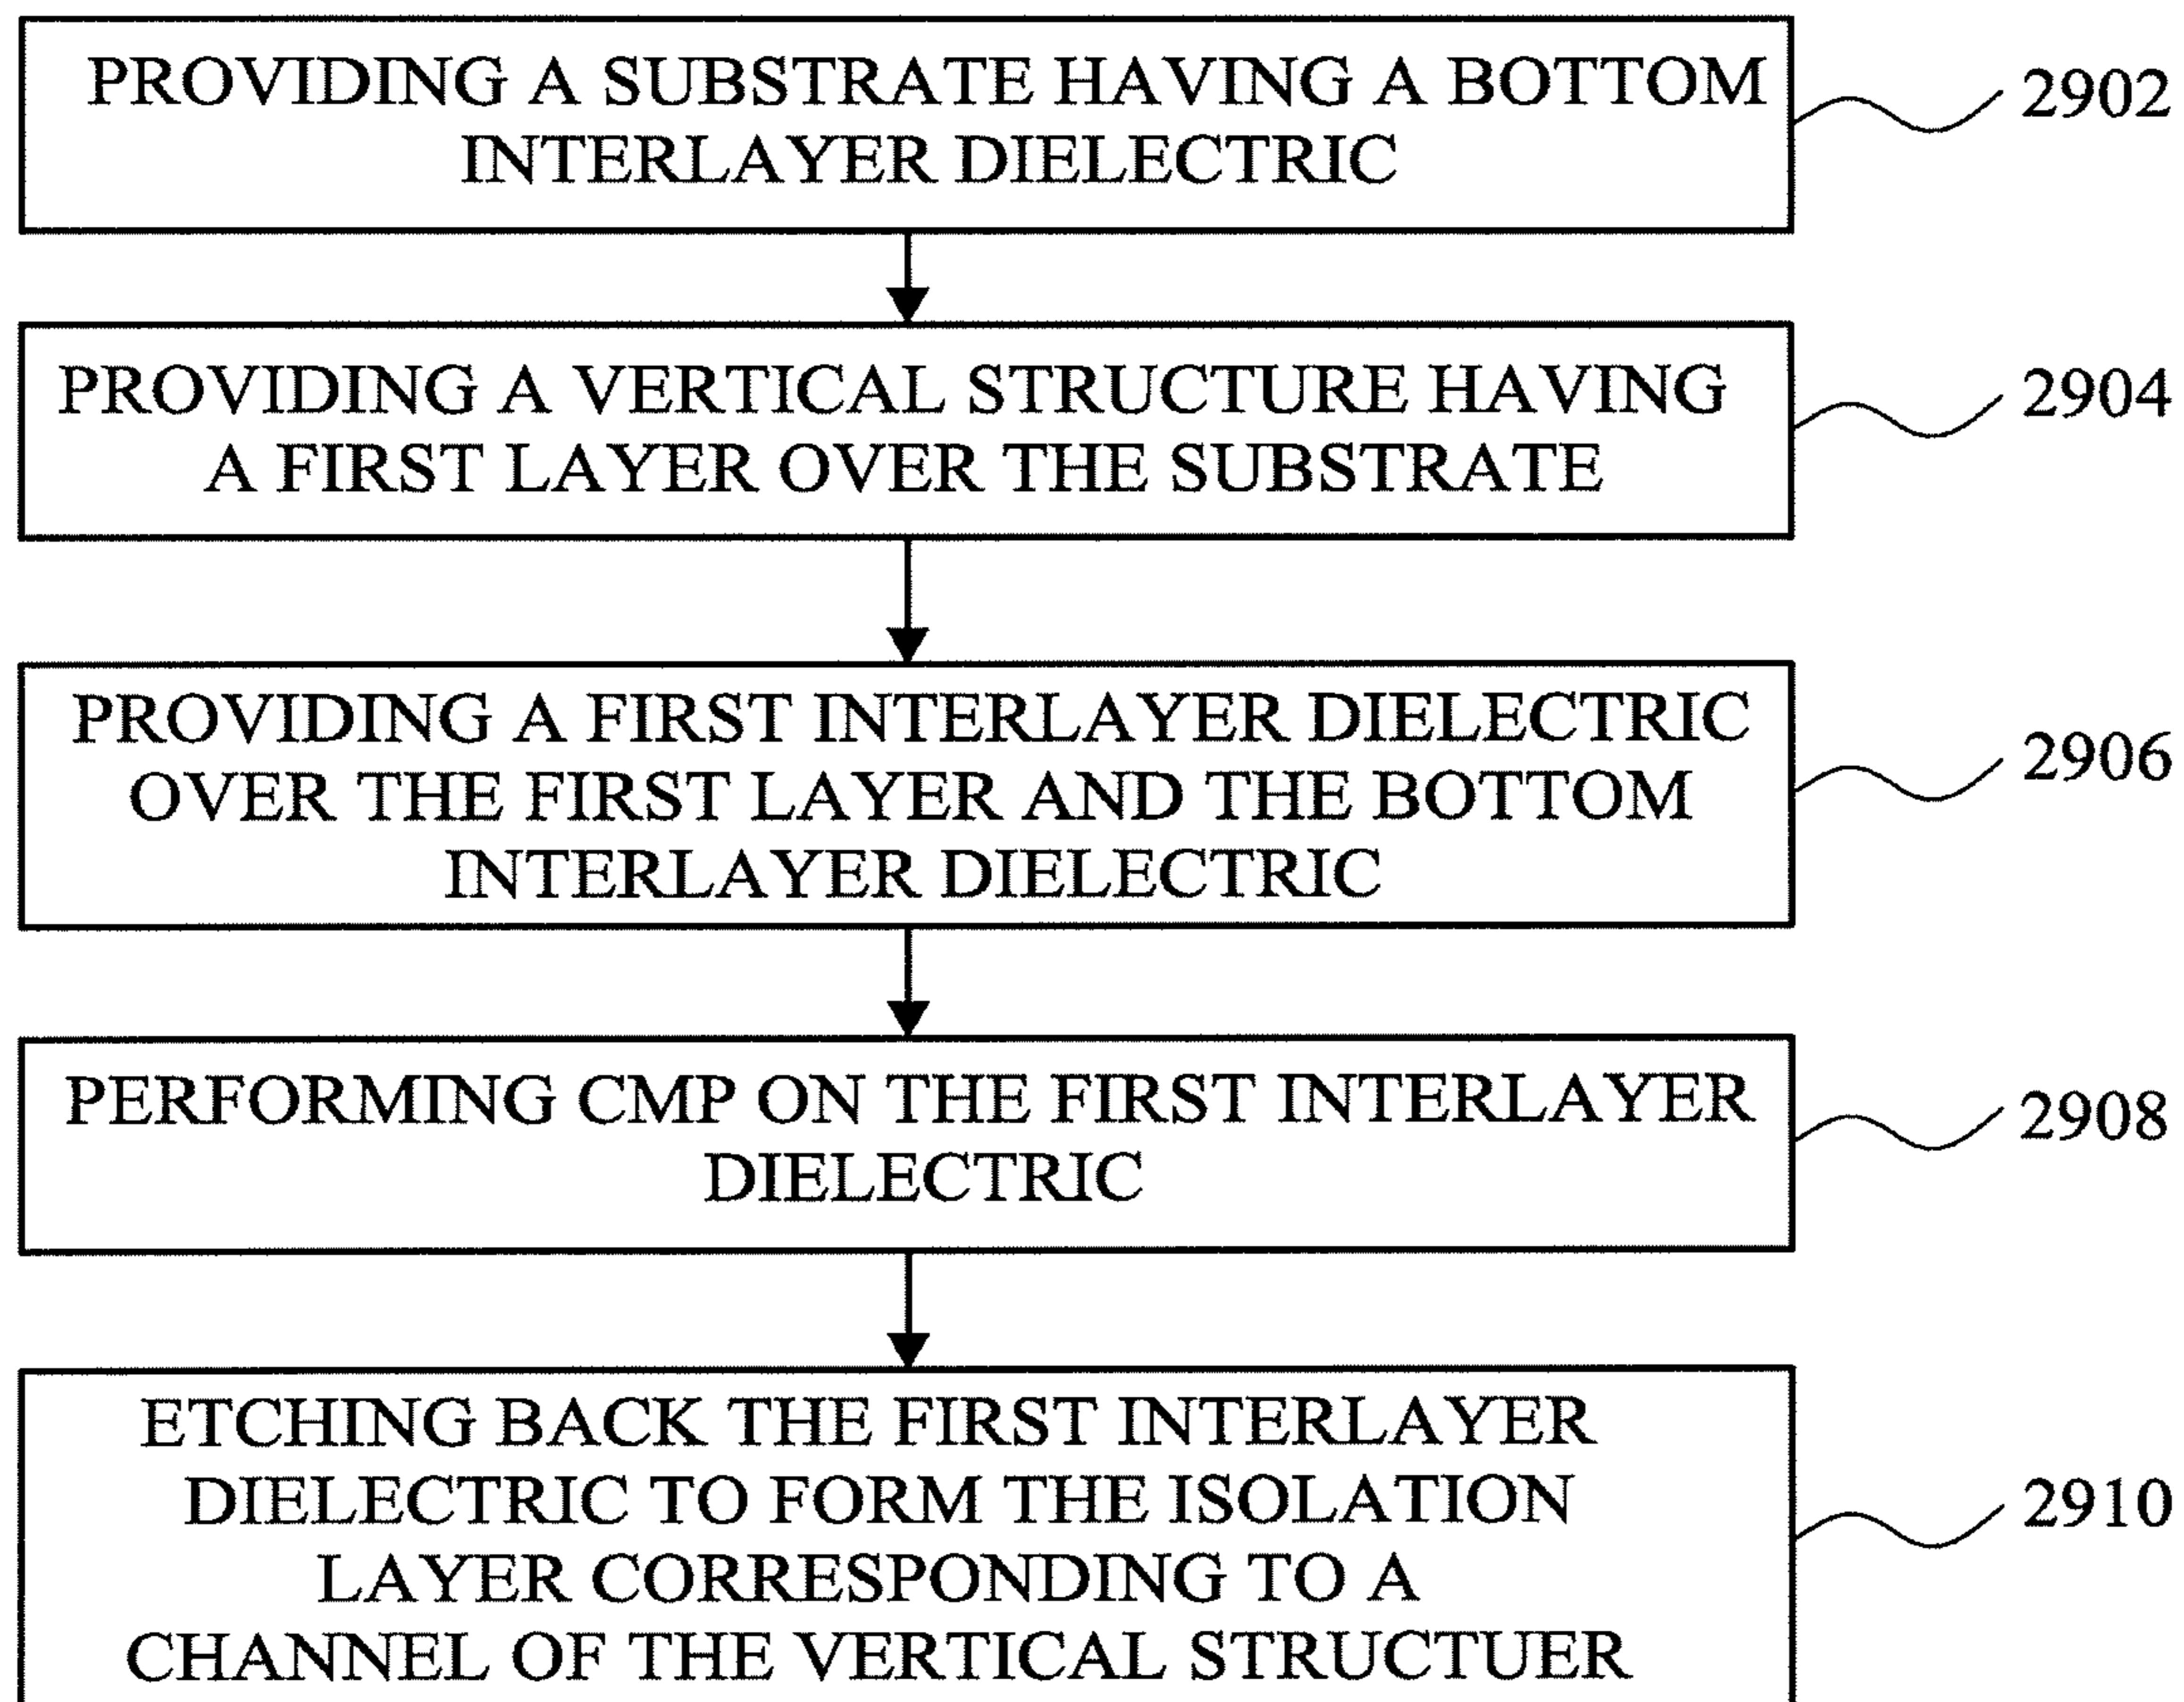 PROVIDING A SUBSTRATE HAVING A BOTTOM
INTERLAYER DIELECTRIC
2902
PROVIDING A VERTICAL STRUCTURE HAVING
A FIRST LAYER OVER THE SUBSTRATE
2904
PROVIDING A FIRST INTERLAYER DIELECTRIC
OVER THE FIRST LAYER AND THE BOTTOM
INTERLAYER DIELECTRIC
2906
PERFORMING CMP ON THE FIRST INTERLAYER
DIELECTRIC
2908
ETCHING BACK THE FIRST INTERLAYER
DIELECTRIC TO FORM THE ISOLATION
LAYER CORRESPONDING TO A
CHANNEL OF THE VERTICAL STRUCTUER
2910